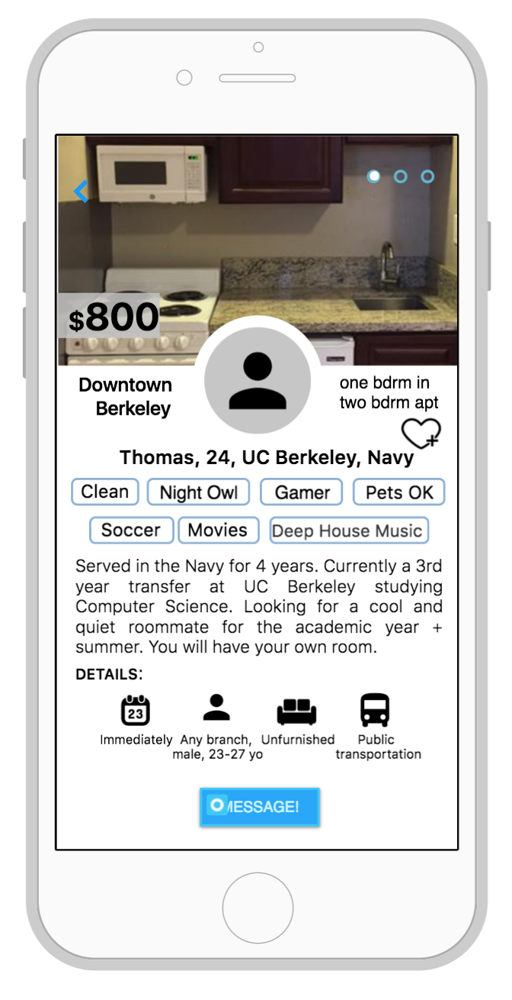 $800
Downtown
Berkeley
one bdrm in
two bdrm apt
Thomas, 24, UC Berkeley, Navy
Clean Night Owl Gamer Pets OK
Soccer Movies Deep House Music
Served in the Navy for 4 years. Currently a 3rd
year transfer at UC Berkeley studying
Computer Science. Looking for a cool and
quiet roommate for the academic year +
summer. You will have your own room.
DETAILS:
23
Immediately
Any branch,
male, 23-27 yo
Unfurnished
Public
transportation
MESSAGE!